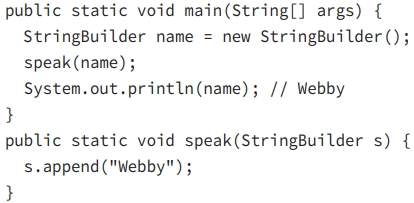 public static void main(String[] args) {
  StringBuilder name = new StringBuilder();
  speak(name);
  System.out.println(name); // Webby
}
public static void speak(StringBuilder s) {
  s.append("Webby");
}